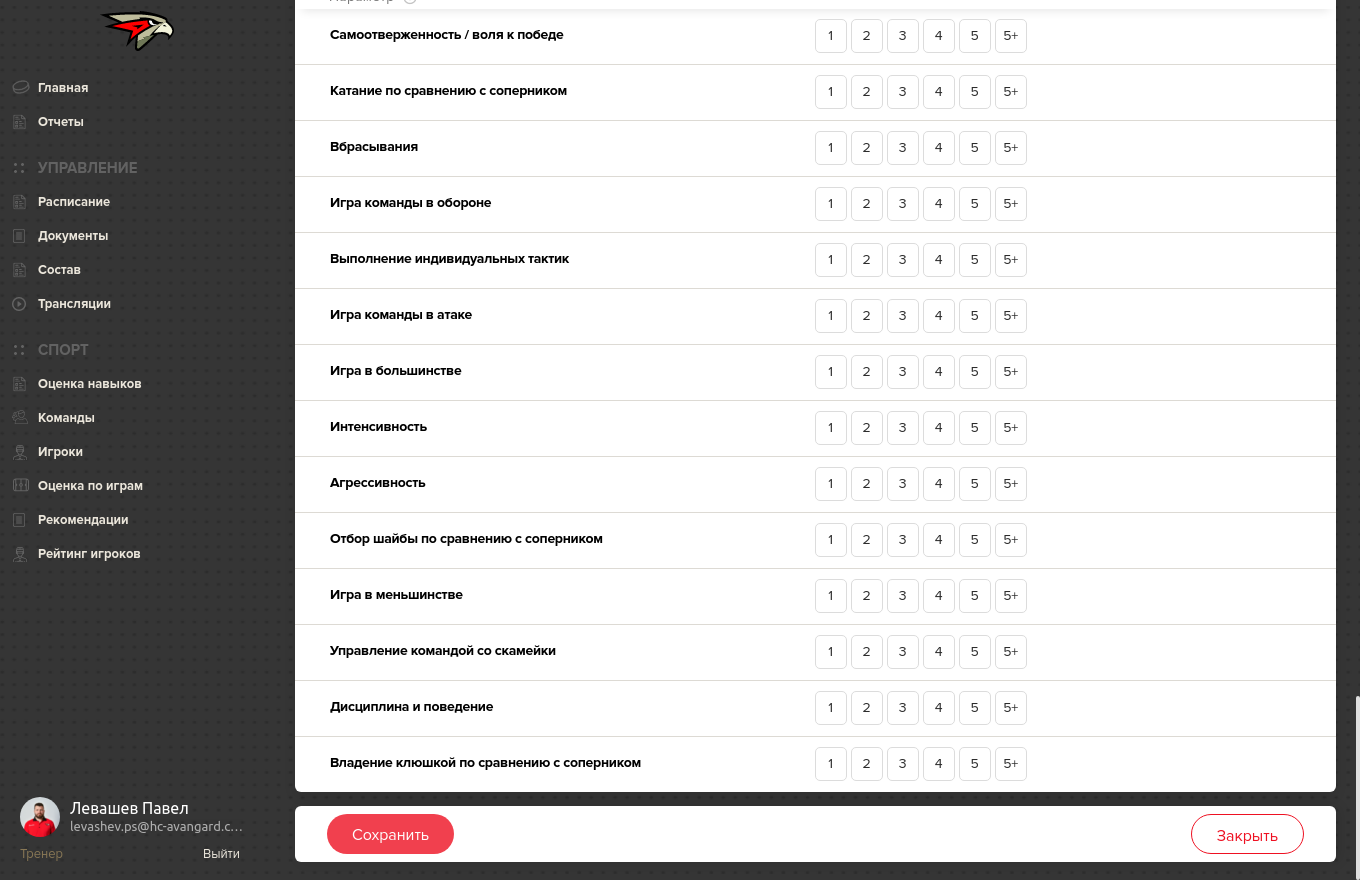 Главная
Отчеты
УПРАВЛЕНИЕ
Расписание
Документы
Состав
Трансляции
СПОРТ
Оценка навыков
Команды
Игроки
Оценка по играм
Рекомендации
Рейтинг игроков
Левашев Павел
levashev.ps@hc-avangard.c...
Тренер Выйти
Параметр
Самоотверженность / воля к победе 1 2 3 4 5 5+
Катание по сравнению с соперником 1 2 3 4 5 5+
Вбрасывания 1 2 3 4 5 5+
Игра команды в обороне 1 2 3 4 5 5+
Выполнение индивидуальных тактик 1 2 3 4 5 5+
Игра команды в атаке 1 2 3 4 5 5+
Игра в большинстве 1 2 3 4 5 5+
Интенсивность 1 2 3 4 5 5+
Агрессивность 1 2 3 4 5 5+
Отбор шайбы по сравнению с соперником 1 2 3 4 5 5+
Игра в меньшинстве 1 2 3 4 5 5+
Управление командой со скамейки 1 2 3 4 5 5+
Дисциплина и поведение 1 2 3 4 5 5+
Владение клюшкой по сравнению с соперником 1 2 3 4 5 5+
Сохранить Закрыть